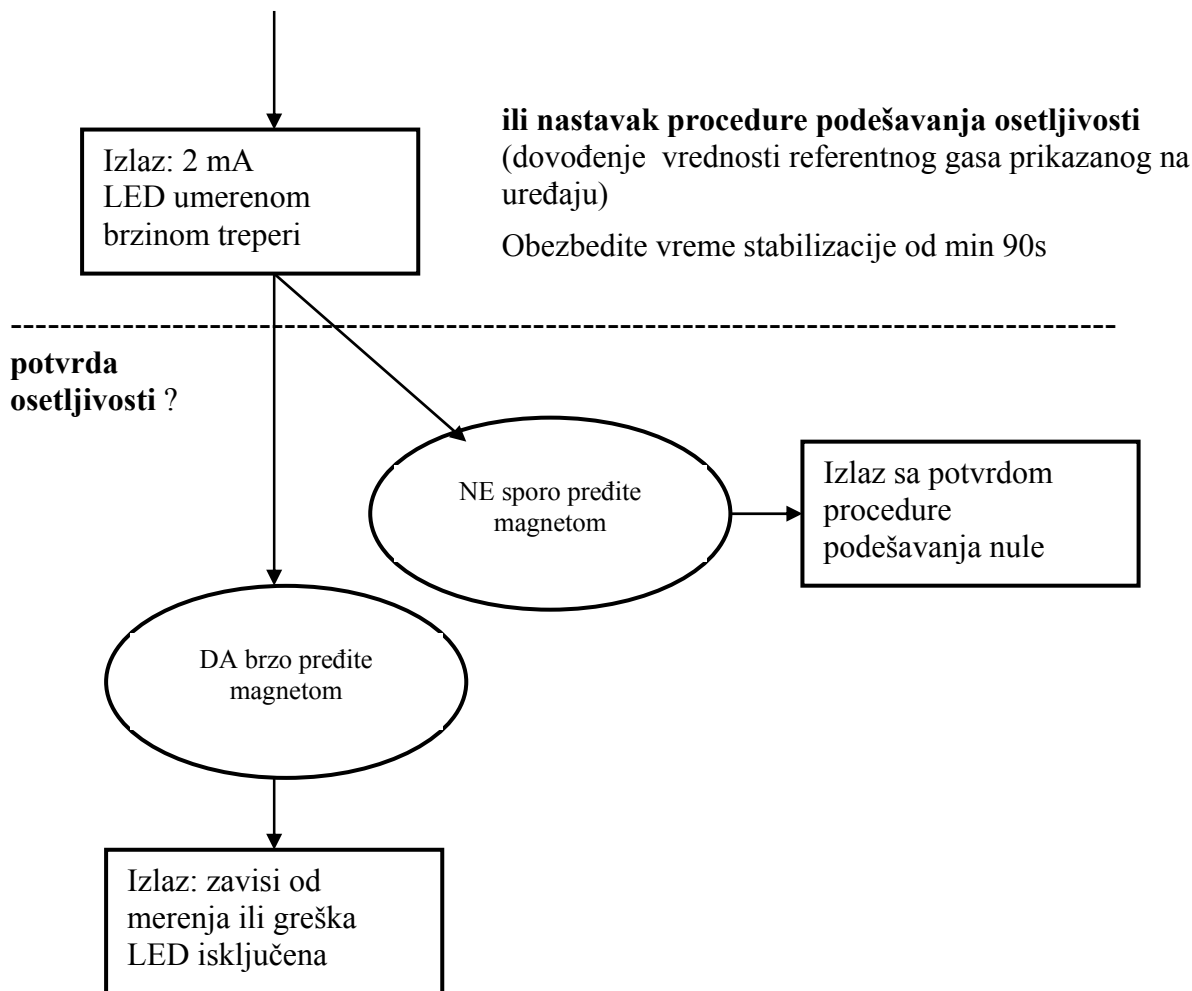 Izlaz: 2 mA
LED umerenom
brzinom treperi
ili nastavak procedure podešavanja osetljivosti
(dovođenje vrednosti referentnog gasa prikazanog na
uređaju)
Obezbedite vreme stabilizacije od min 90s
potvrda
osetljivosti ?
NE sporo pređite
magnetom
Izlaz sa potvrdom
procedure
podešavanja nule
DA brzo pređite
magnetom
Izlaz: zavisi od
merenja ili greška
LED isključena